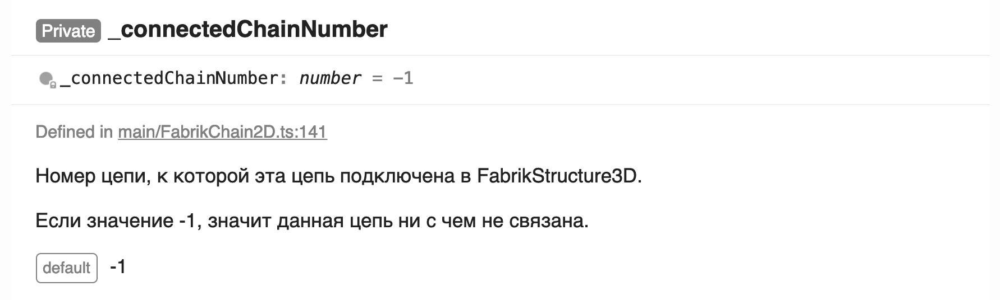 Private _connectedChainNumber
_connectedChainNumber: number = -1
Defined in main/FabrikChain2D.ts:141
Номер цепи, к которой эта цепь подключена в FabrikStructure3D.
Если значение -1, значит данная цепь ни с чем не связана.
default -1